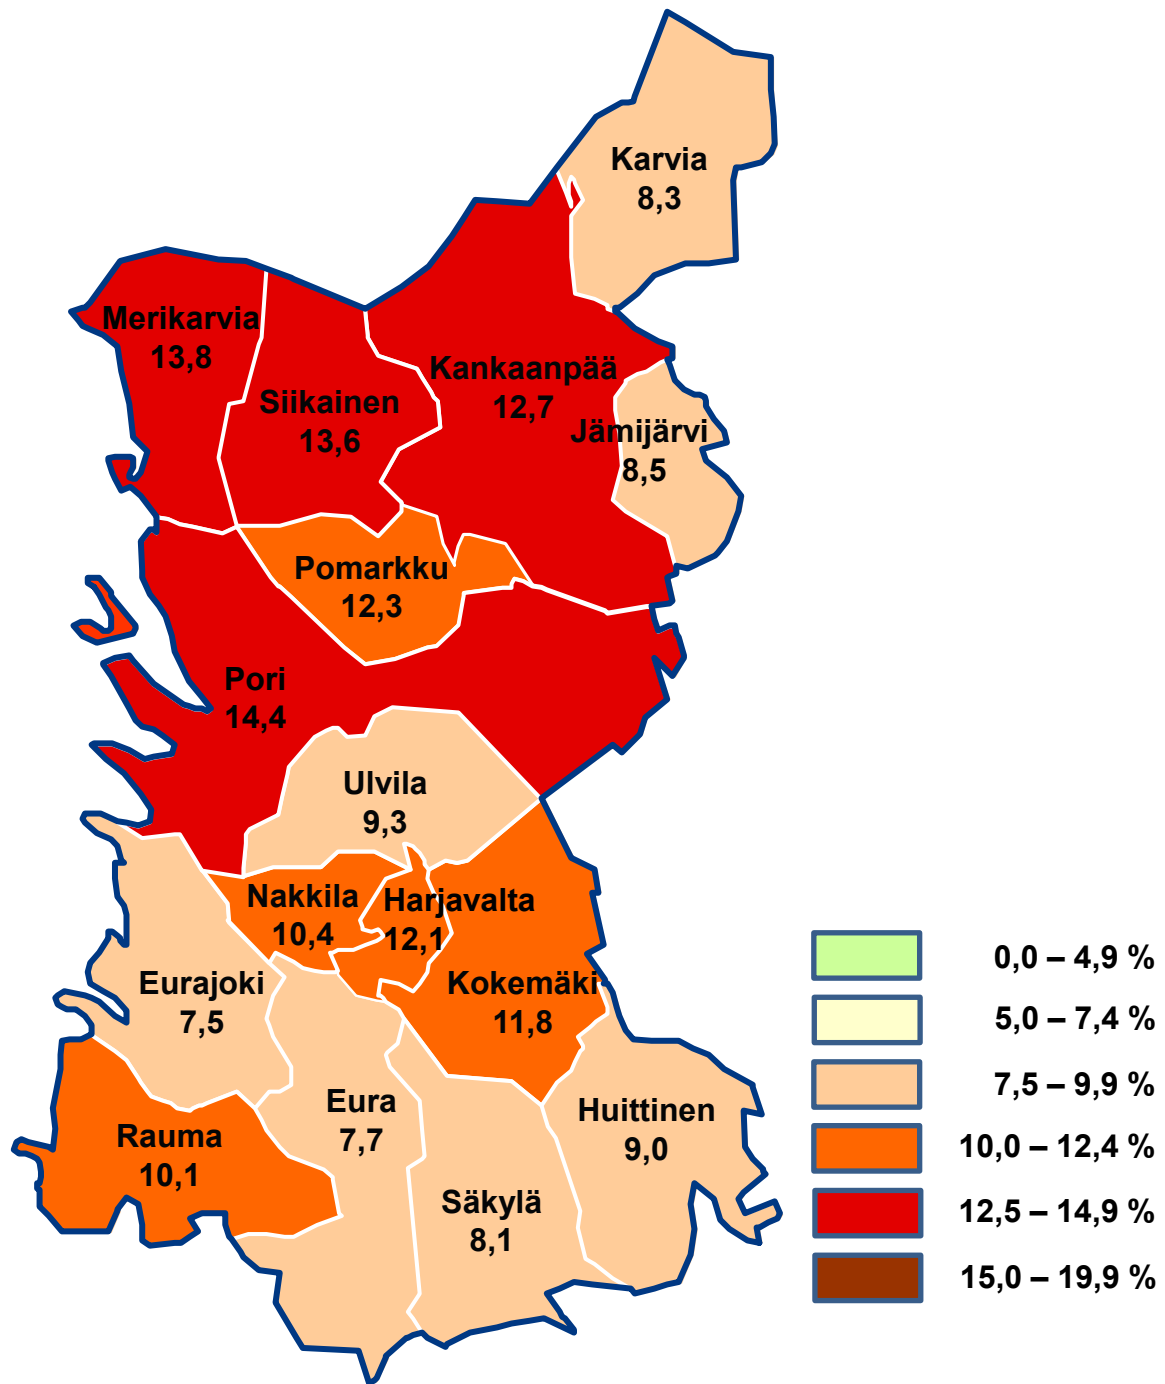 Karvia
8,3
Merikarvia
13,8
Siikainen
13,6
Kankaanpää
12,7
Jämijärvi
8,5
Pomarkku
12,3
Pori
14,4
Ulvila
9,3
Nakkila
10,4
Harjavalta
12,1
Eurajoki
7,5
Kokemäki
11,8
Rauma
10,1
Eura
7,7
Huittinen
9,0
Säkylä
8,1
0,0 – 4,9 %
5,0 – 7,4 %
7,5 – 9,9 %
10,0 – 12,4 %
12,5 – 14,9 %
15,0 – 19,9 %